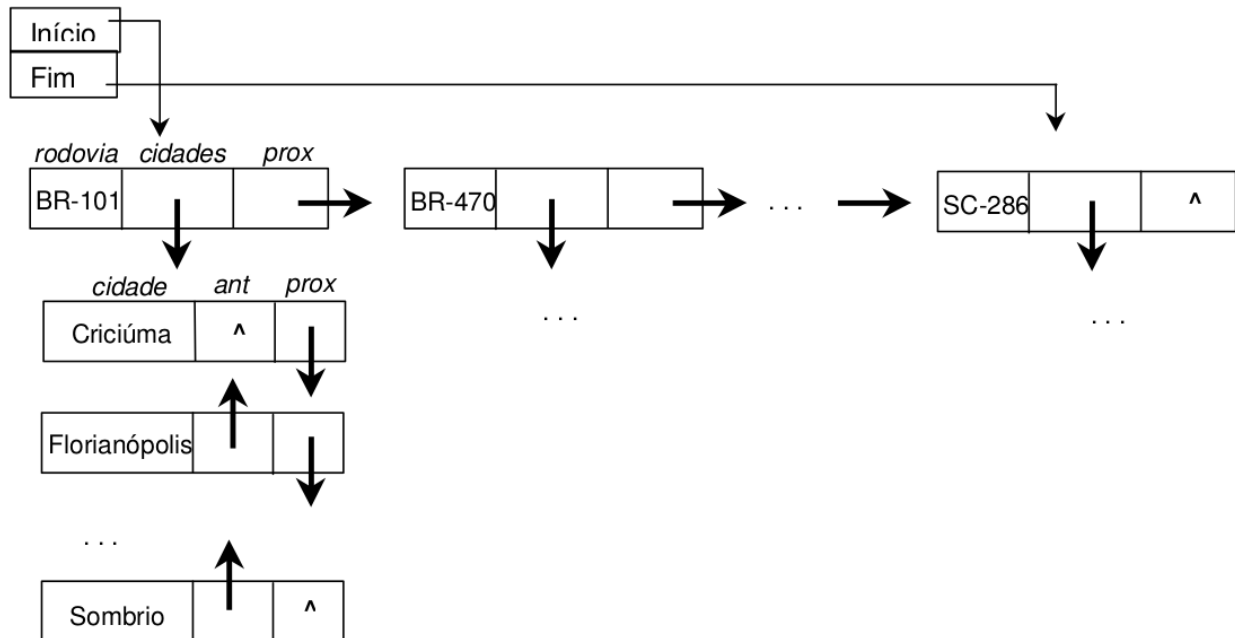 Início
Fim
rodovia cidades prox
BR-101 BR-470 . . . SC-286 ^
cidade ant prox
Criciúma ^ . . . . . .
Florianópolis
. . .
Sombrio ^